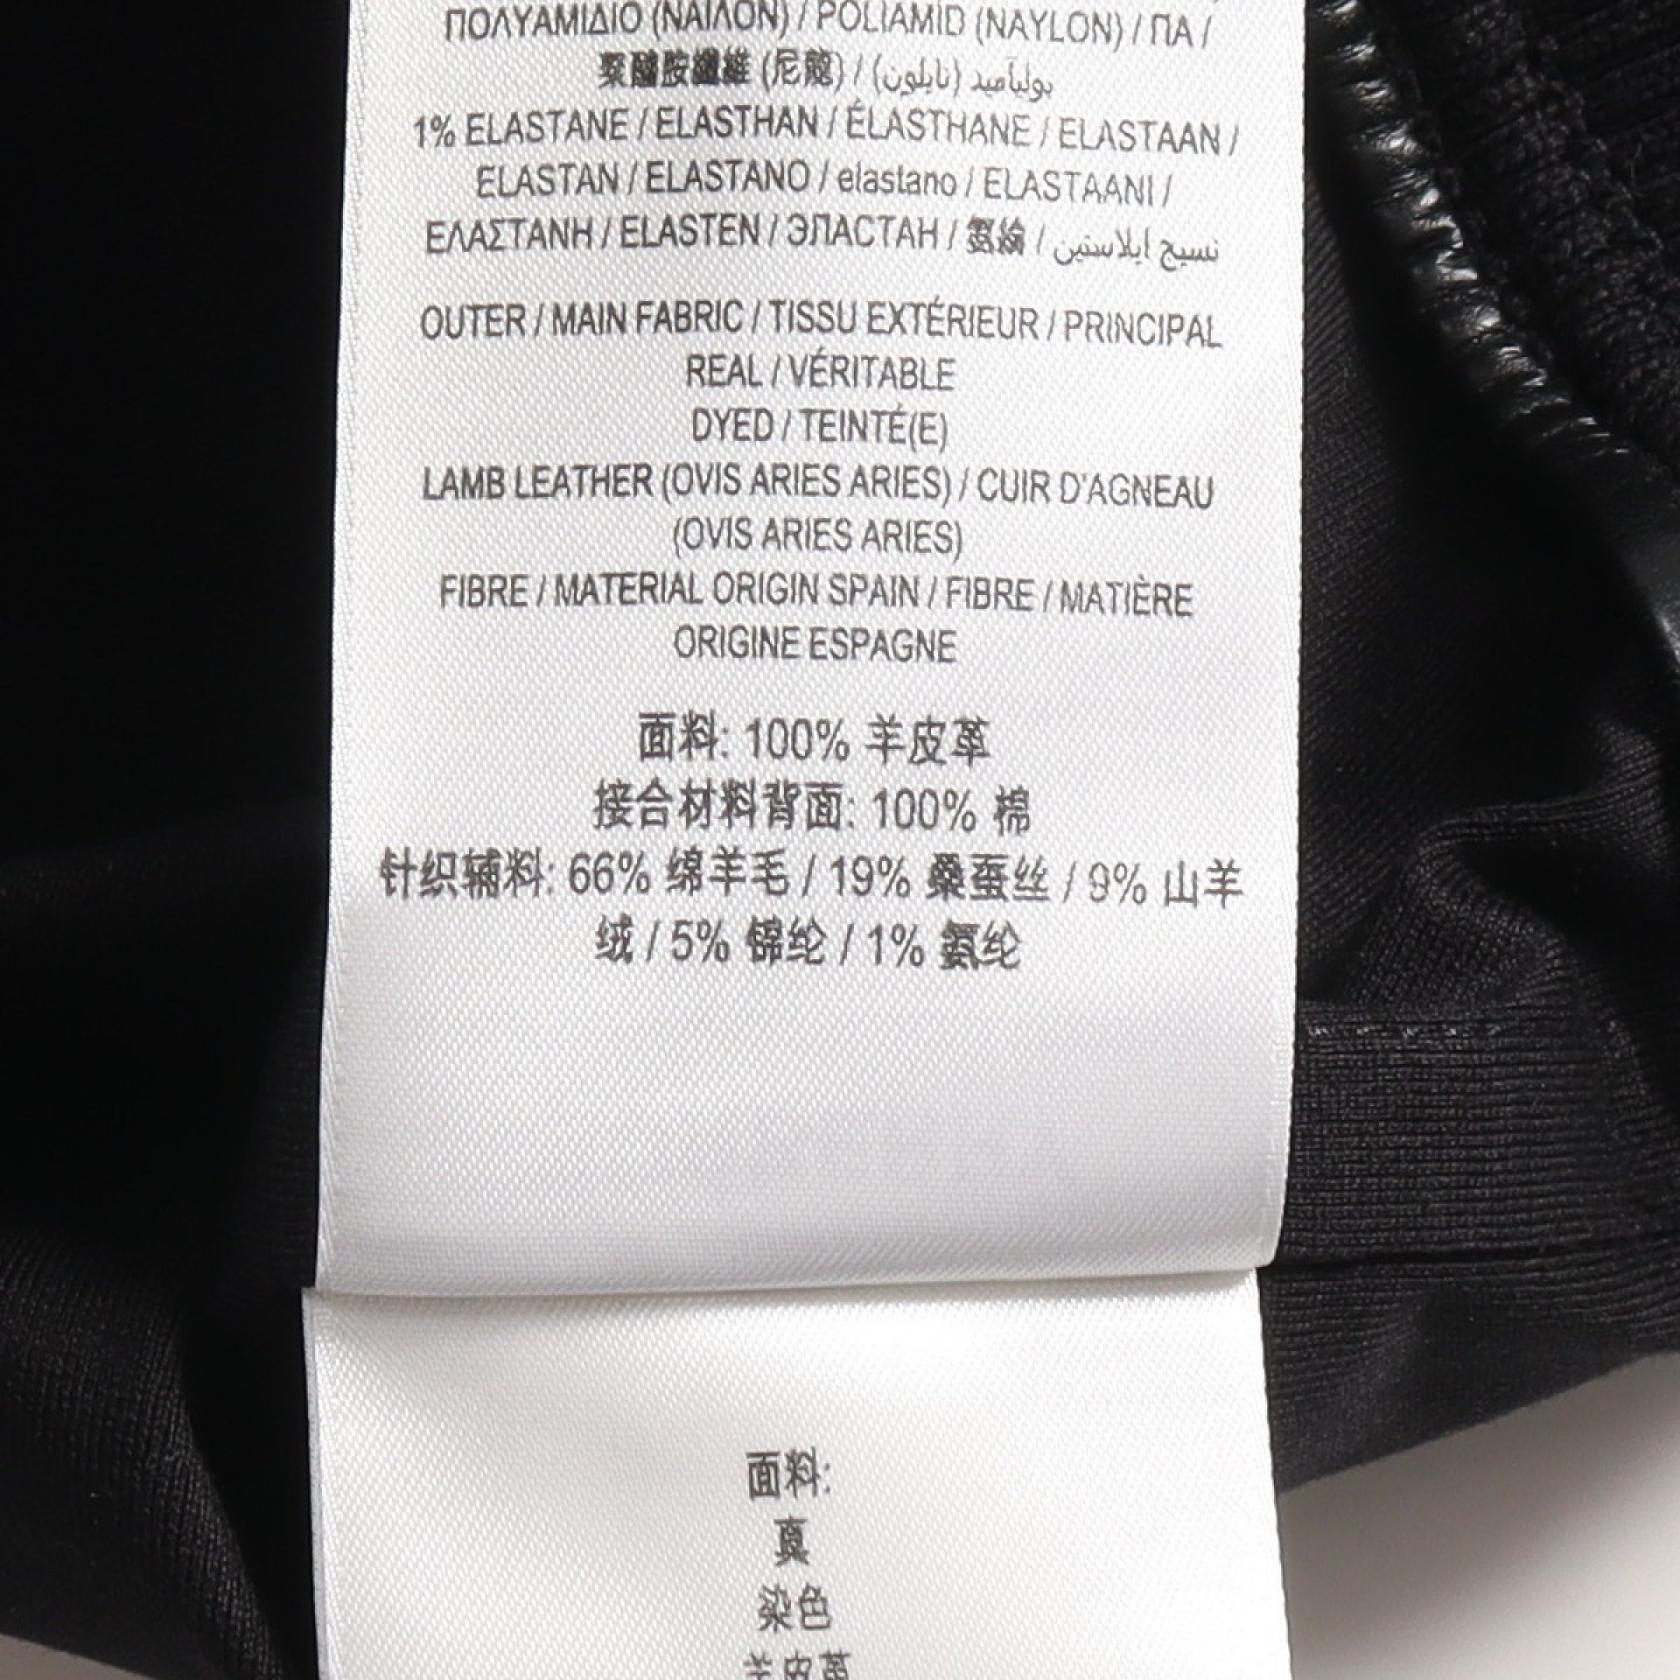 ΠΟΛΥΑΜΙΔΙΟ (ΝΑΙΛΟΝ) / POLIAMID (NAYLON) / ПА /
聚醯胺纖維 (尼龍) / بولياميد (نايلون)
1% ELASTANE / ELASTHAN / ÉLASTHANE / ELASTAAN /
ELASTAN / ELASTANO / elastano / ELASTAANI /
ΕΛΑΣΤΑΝΗ / ELASTEN / ЭЛАСТАН / 氨綸 / نسيج ايلاستين
OUTER / MAIN FABRIC / TISSU EXTÉRIEUR / PRINCIPAL
REAL / VÉRITABLE
DYED / TEINTÉ(E)
LAMB LEATHER (OVIS ARIES ARIES) / CUIR D'AGNEAU
(OVIS ARIES ARIES)
FIBRE / MATERIAL ORIGIN SPAIN / FIBRE / MATIÈRE
ORIGINE ESPAGNE
面料: 100% 羊皮革
接合材料背面: 100% 棉
针织辅料: 66% 绵羊毛 / 19% 桑蚕丝 / 9% 山羊
绒 / 5% 锦纶 / 1% 氨纶
面料:
真
染色
羊皮革